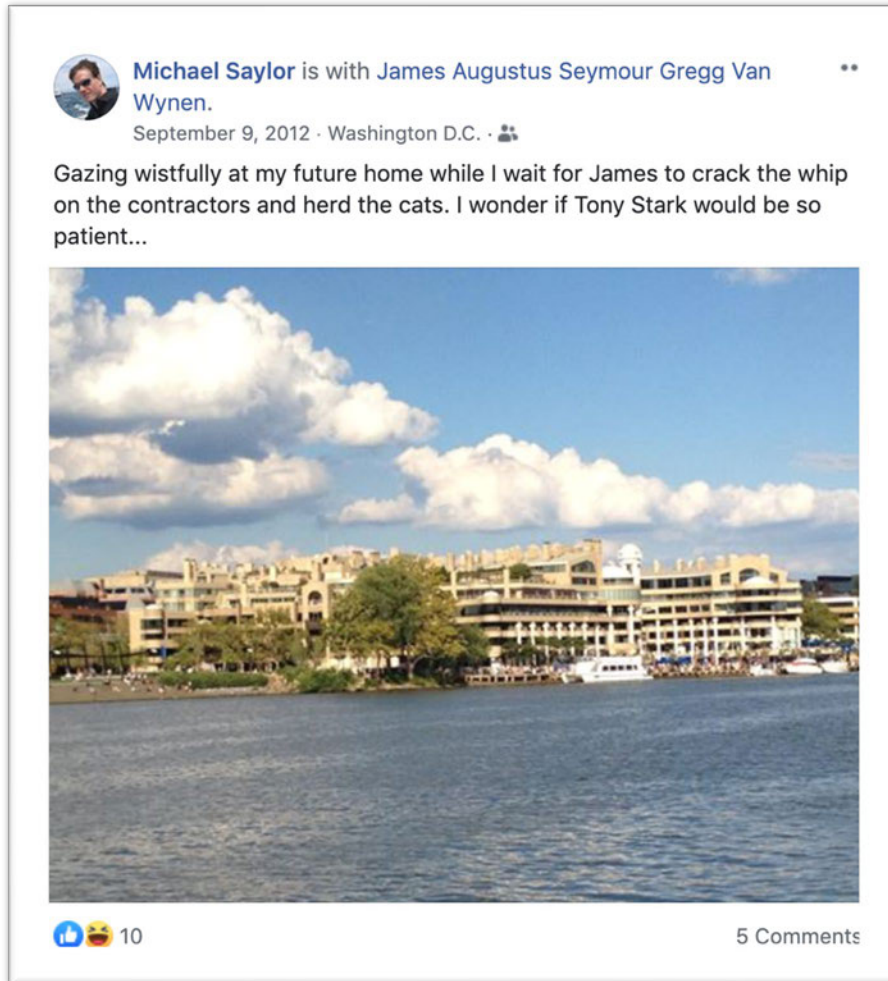 Michael Saylor is with James Augustus Seymour Gregg Van
Wynen.
September 9, 2012 · Washington D.C. ·
Gazing wistfully at my future home while I wait for James to crack the whip
on the contractors and herd the cats. I wonder if Tony Stark would be so
patient...
10
5 Comments